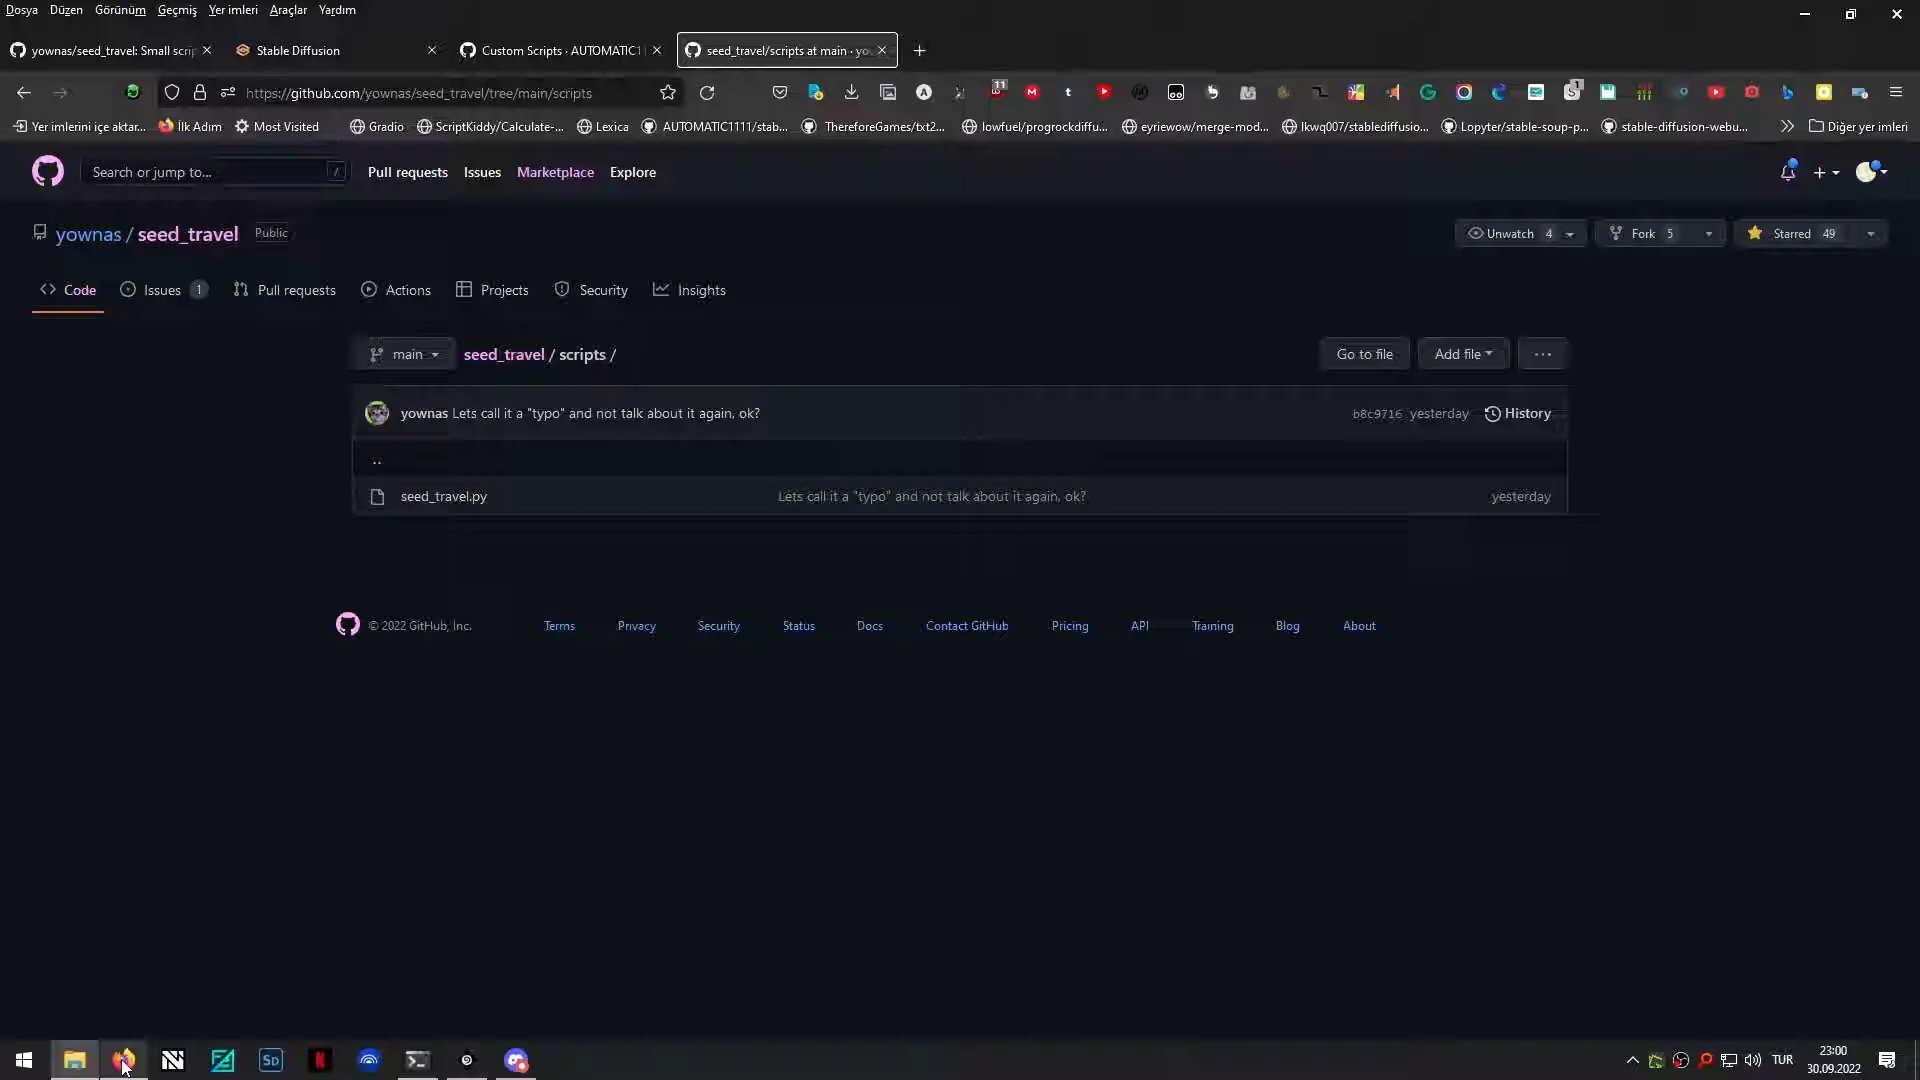 Dosya Düzen Görünüm Geçmiş Yer imleri Araçlar Yardım
yownas/seed_travel: Small scrip
Stable Diffusion
Custom Scripts · AUTOMATIC1
seed_travel/scripts at main · yo
https://github.com/yownas/seed_travel/tree/main/scripts
11
1
Yer imlerini içe aktar...
İlk Adım
Most Visited
Gradio
ScriptKiddy/Calculate-...
Lexica
AUTOMATIC1111/stab...
ThereforeGames/txt2...
lowfuel/progrockdiffu...
eyriewow/merge-mod...
lkwq007/stablediffusio...
Lopyter/stable-soup-p...
stable-diffusion-webu...
Diğer yer imleri
Search or jump to...
/
Pull requests
Issues
Marketplace
Explore
yownas / seed_travel
Public
Unwatch 4
Fork 5
Starred 49
Code
Issues 1
Pull requests
Actions
Projects
Security
Insights
main
seed_travel / scripts /
Go to file
Add file
...
yownas Lets call it a "typo" and not talk about it again, ok?
b8c9716 yesterday
History
..
seed_travel.py
Lets call it a "typo" and not talk about it again, ok?
yesterday
© 2022 GitHub, Inc.
Terms
Privacy
Security
Status
Docs
Contact GitHub
Pricing
API
Training
Blog
About
Sd
N
TUR
23:00
30.09.2022